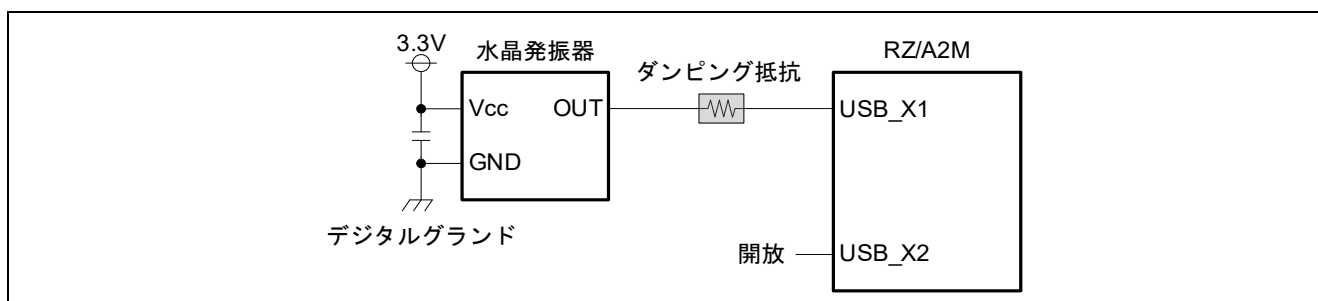 3.3V
水晶発振器
ダンピング抵抗
RZ/A2M
Vcc
OUT
USB_X1
GND
デジタルグランド
開放
USB_X2